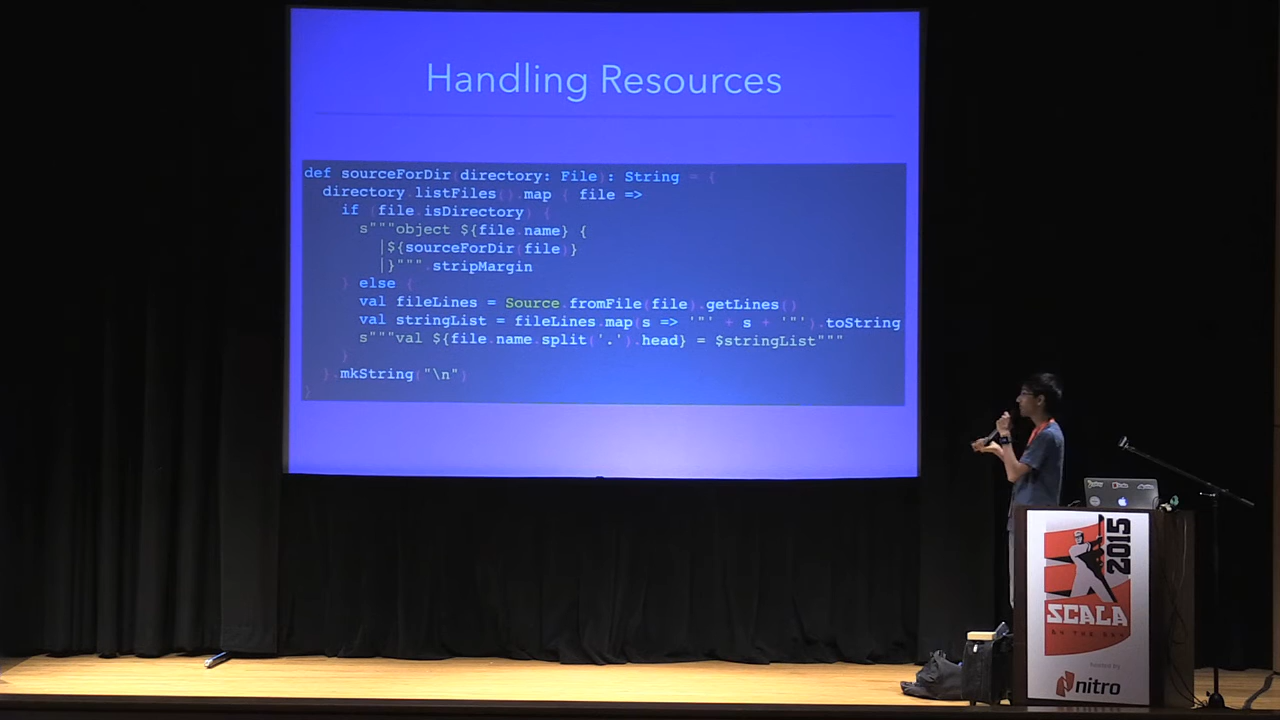 Handling Resources
def sourceForDir(directory: File): String = {
directory.listFiles().map { file =>
if (file.isDirectory) {
s"""object ${file.name} {
|${sourceForDir(file)}
|}""".stripMargin
} else {
val fileLines = Source.fromFile(file).getLines()
val stringList = fileLines.map(s => '"' + s + '"').toString
s"""val ${file.name.split('.').head} = $stringList"""
}
}.mkString("\n")
}
2015
SCALA
BY THE BAY
hosted by
nitro